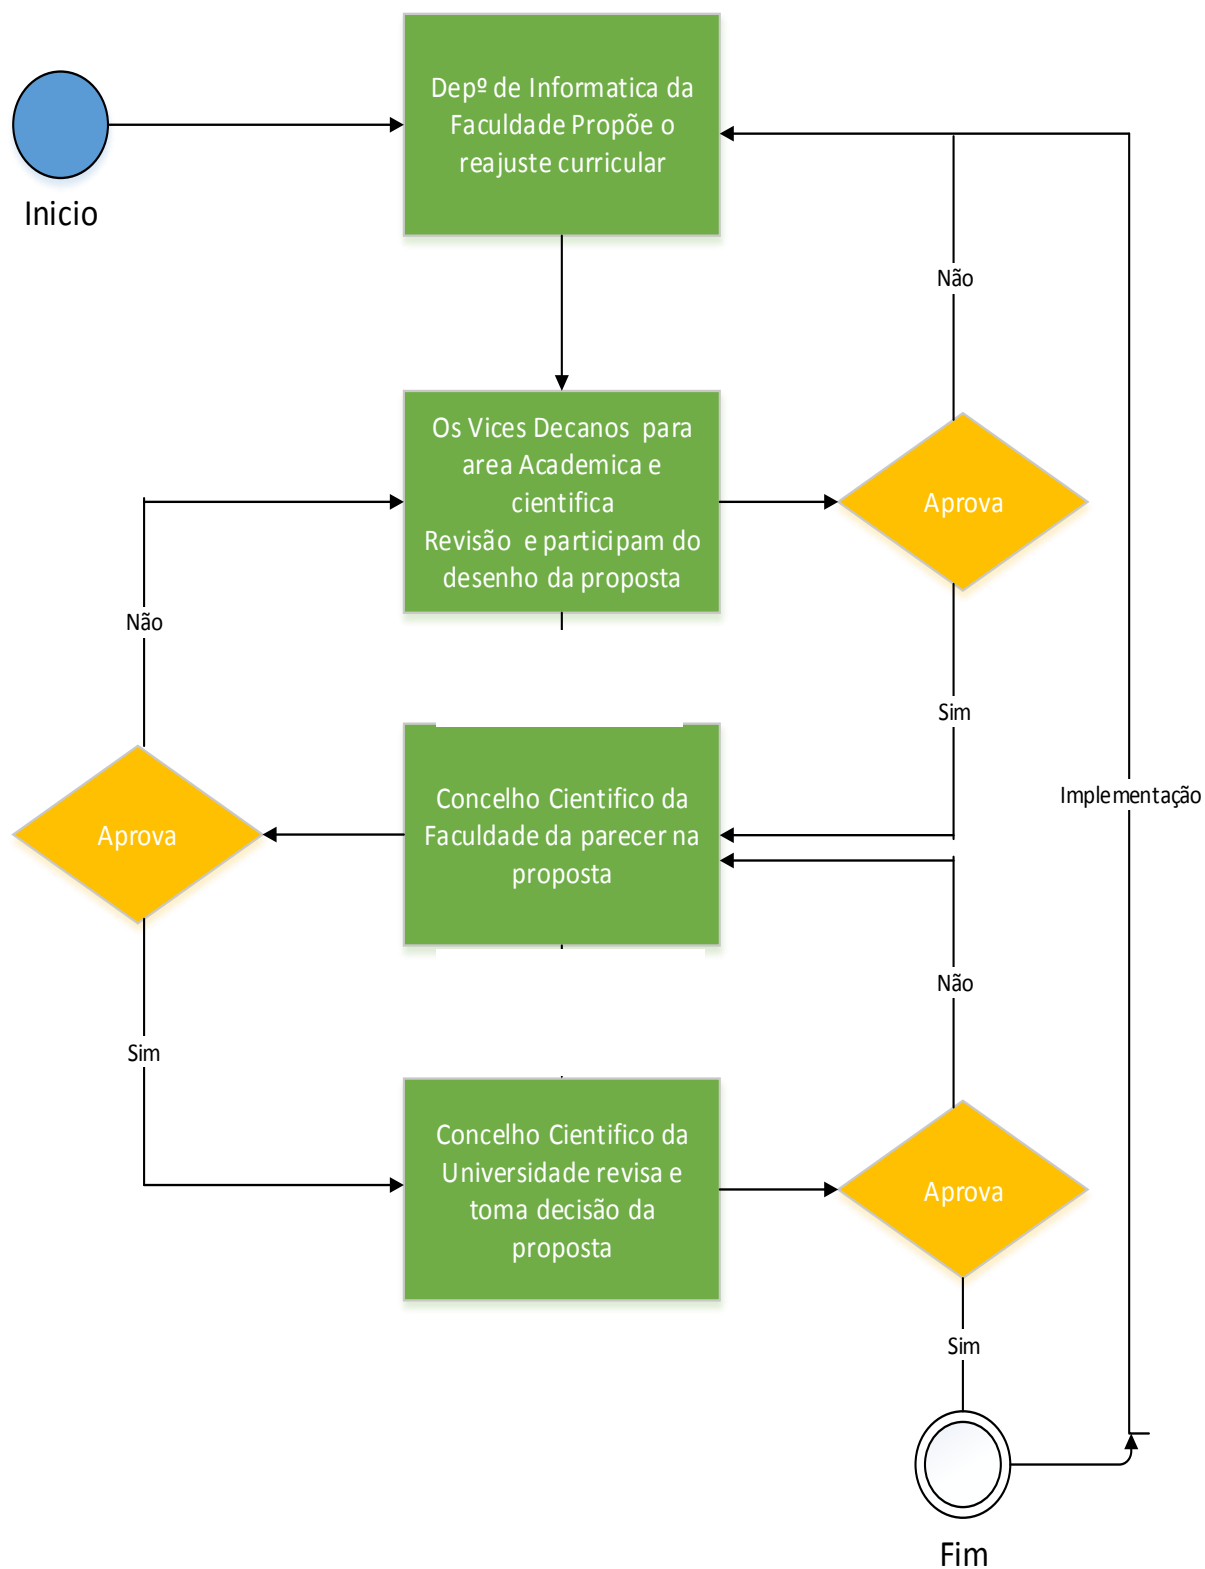 Depº de Informatica da
Faculdade Propõe o
reajuste curricular
Inicio
Não
Os Vices Decanos para
area Academica e
cientifica
Revisão e participam do
desenho da proposta
Aprova
Não
Sim
Concelho Cientifico da
Faculdade da parecer na
proposta
Aprova
Implementação
Não
Sim
Concelho Cientifico da
Universidade revisa e
toma decisão da
proposta
Aprova
Sim
Fim